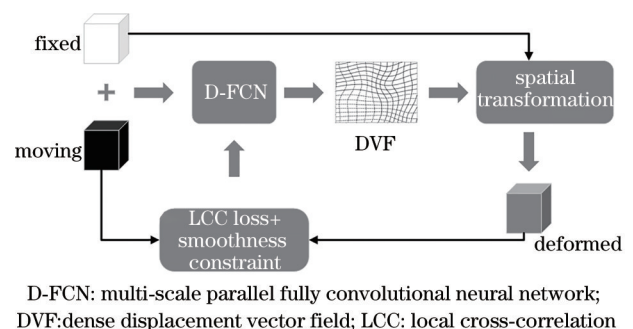 fixed
+
moving
D-FCN
DVF
spatial
transformation
LCC loss+
smoothness
constraint
deformed
D-FCN: multi-scale parallel fully convolutional neural network;
DVF:dense displacement vector field; LCC: local cross-correlation